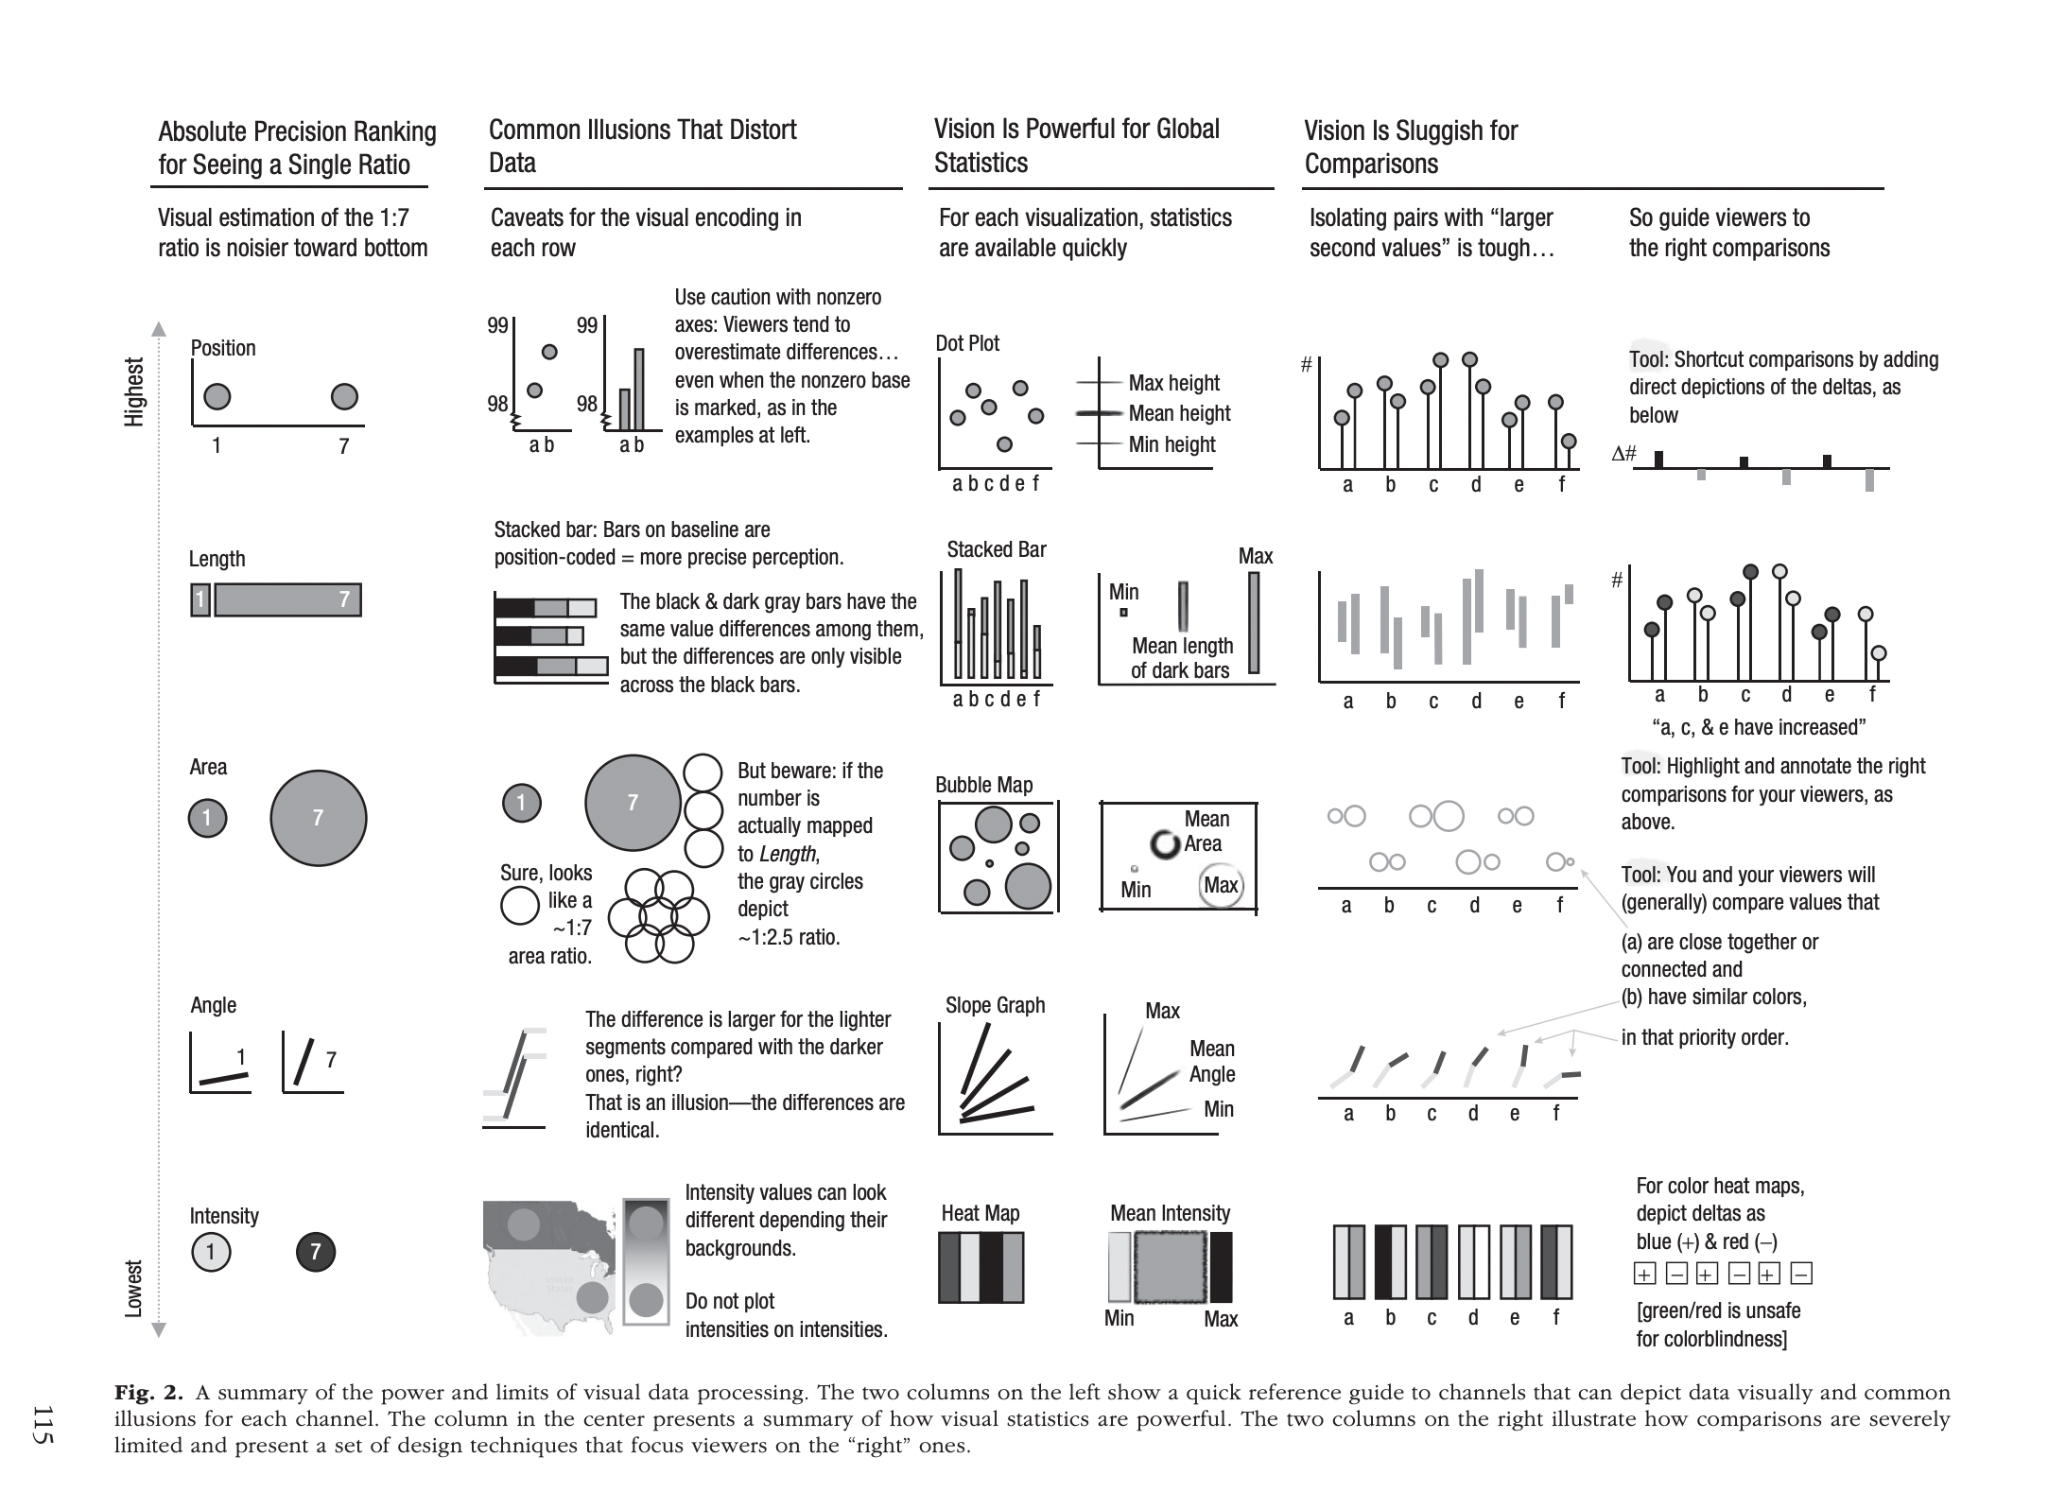 Absolute Precision Ranking
for Seeing a Single Ratio
Visual estimation of the 1:7
ratio is noisier toward bottom
Highest
Lowest
Position
1
7
Length
1
7
Area
1
7
Angle
1
7
Intensity
1
7
Common Illusions That Distort
Data
Caveats for the visual encoding in
each row
99
98
a b
99
98
a b
Use caution with nonzero
axes: Viewers tend to
overestimate differences…
even when the nonzero base
is marked, as in the
examples at left.
Stacked bar: Bars on baseline are
position-coded = more precise perception.
The black & dark gray bars have the
same value differences among them,
but the differences are only visible
across the black bars.
1
7
Sure, looks
like a
~1:7
area ratio.
But beware: if the
number is
actually mapped
to Length,
the gray circles
depict
~1:2.5 ratio.
The difference is larger for the lighter
segments compared with the darker
ones, right?
That is an illusion—the differences are
identical.
Intensity values can look
different depending their
backgrounds.
Do not plot
intensities on intensities.
Vision Is Powerful for Global
Statistics
For each visualization, statistics
are available quickly
Dot Plot
a b c d e f
Max height
Mean height
Min height
Stacked Bar
a b c d e f
Min
Max
Mean length
of dark bars
Bubble Map
Mean
Area
Min
Max
Slope Graph
Max
Mean
Angle
Min
Heat Map
Mean Intensity
Min
Max
Vision Is Sluggish for
Comparisons
Isolating pairs with “larger
second values” is tough…
#
a b c d e f
a b c d e f
a b c d e f
a b c d e f
a b c d e f
So guide viewers to
the right comparisons
Tool: Shortcut comparisons by adding
direct depictions of the deltas, as
below
Δ#
#
a b c d e f
“a, c, & e have increased”
Tool: Highlight and annotate the right
comparisons for your viewers, as
above.
Tool: You and your viewers will
(generally) compare values that
(a) are close together or
connected and
(b) have similar colors,
in that priority order.
For color heat maps,
depict deltas as
blue (+) & red (–)
+ – + – + –
[green/red is unsafe
for colorblindness]
Fig. 2. A summary of the power and limits of visual data processing. The two columns on the left show a quick reference guide to channels that can depict data visually and common
illusions for each channel. The column in the center presents a summary of how visual statistics are powerful. The two columns on the right illustrate how comparisons are severely
limited and present a set of design techniques that focus viewers on the “right” ones.
115